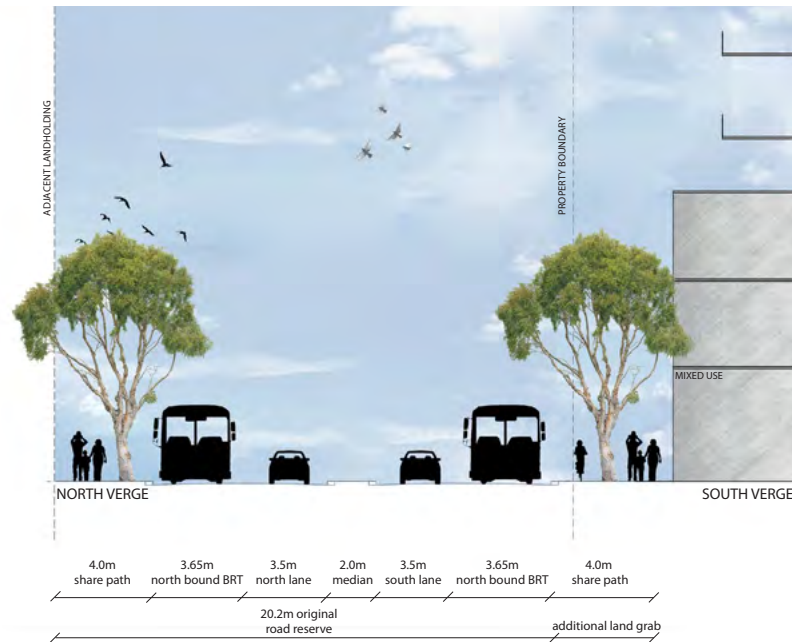 ADJACENT LANDHOLDING
PROPERTY BOUNDARY
MIXED USE
NORTH VERGE
SOUTH VERGE
4.0m
share path
3.65m
north bound BRT
3.5m
north lane
2.0m
median
3.5m
south lane
3.65m
north bound BRT
4.0m
share path
20.2m original
road reserve
additional land grab